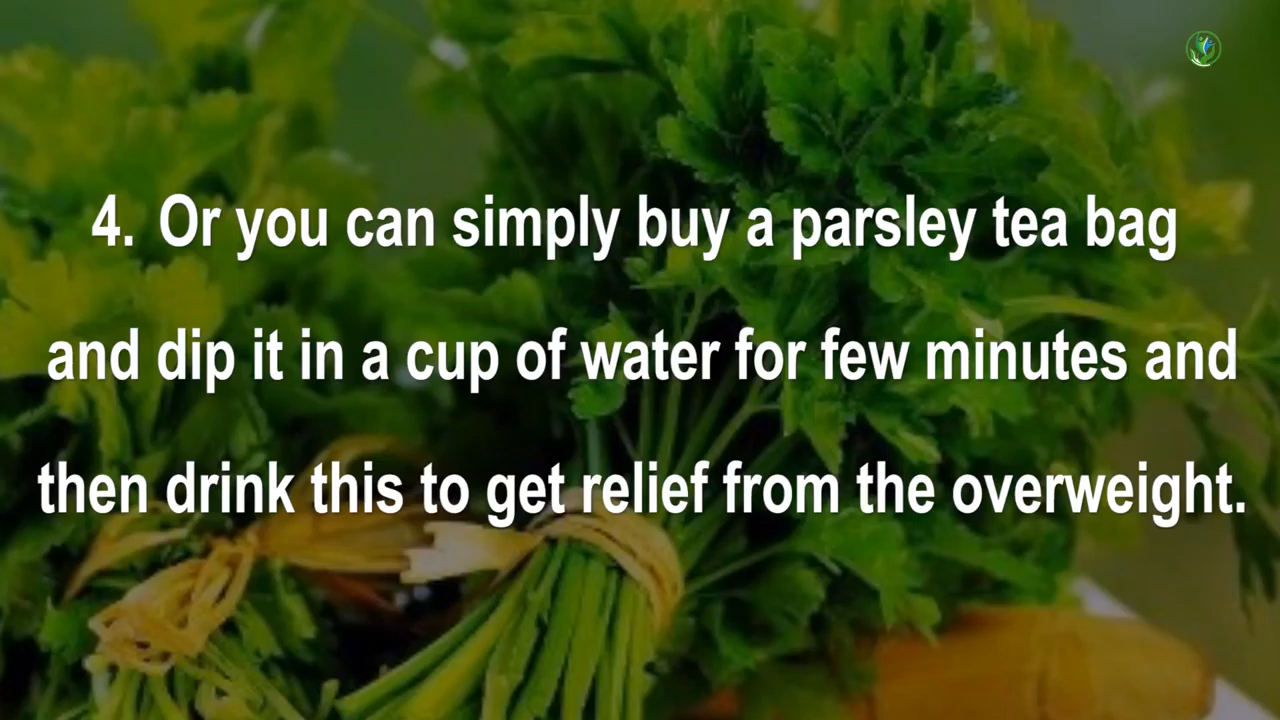 4. Or you can simply buy a parsley tea bag
and dip it in a cup of water for few minutes and
then drink this to get relief from the overweight.